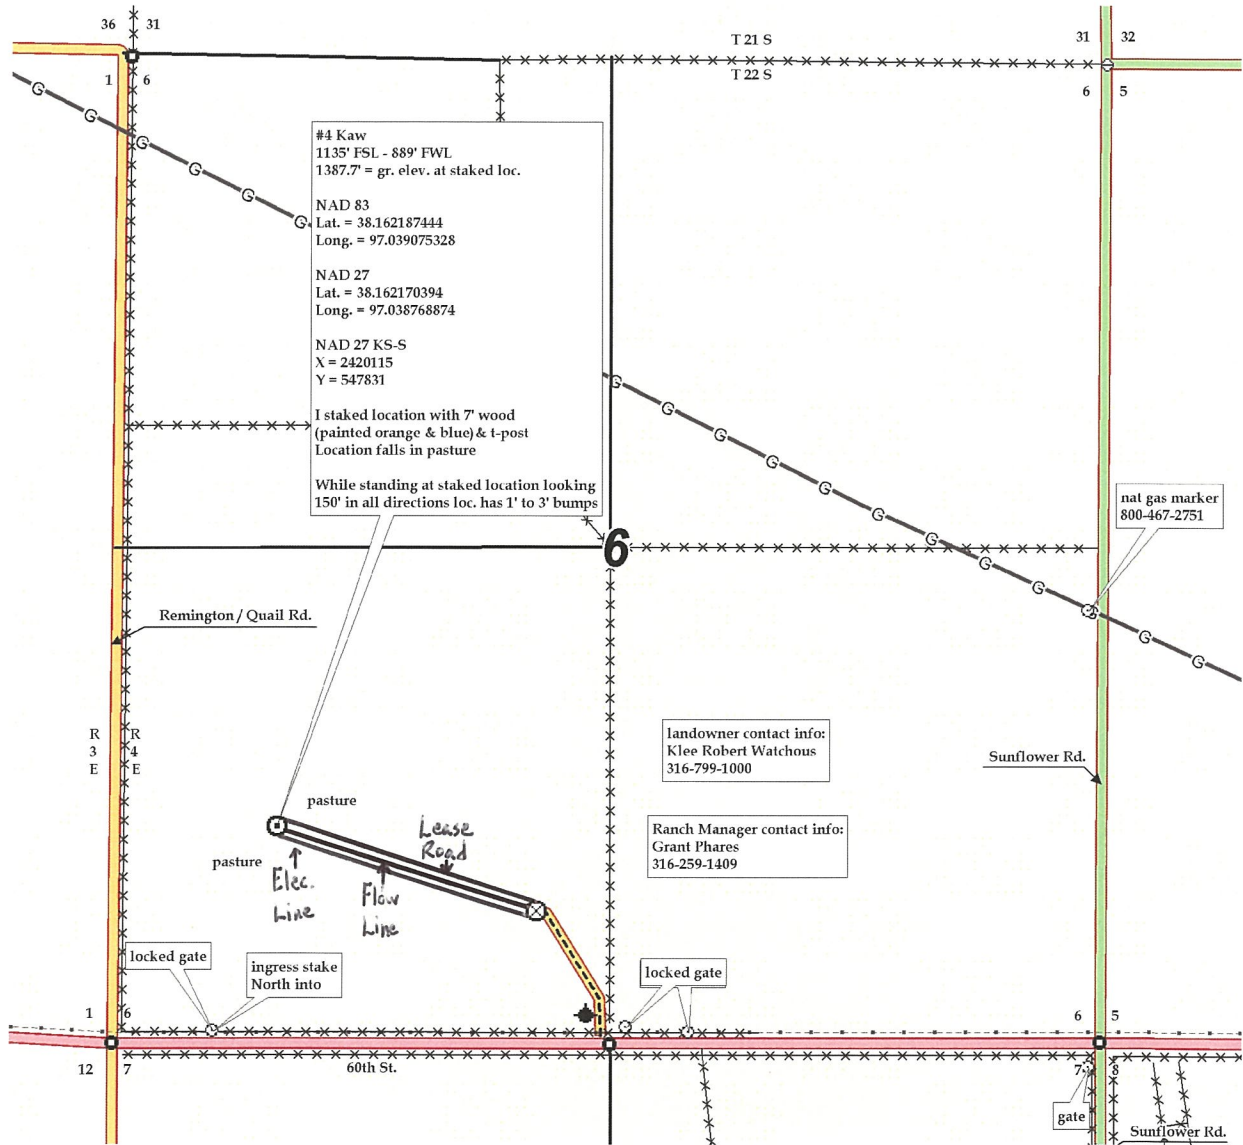 36 31
T 21 S
31 32
1 6
T 22 S
6 5
#4 Kaw
1135' FSL - 889' FWL
1387.7' = gr. elev. at staked loc.
NAD 83
Lat. = 38.162187444
Long. = 97.039075328
NAD 27
Lat. = 38.162170394
Long. = 97.038768874
NAD 27 KS-S
X = 2420115
Y = 547831
I staked location with 7' wood
(painted orange & blue) & t-post
Location falls in pasture
While standing at staked location looking
150' in all directions loc. has 1' to 3' bumps
G G G G G G
G G G G G G G G G G G G
nat gas marker
800-467-2751
6
Remington / Quail Rd.
R R
3 4
E E
landowner contact info:
Klee Robert Watchous
316-799-1000
Sunflower Rd.
pasture
Lease
Road
Ranch Manager contact info:
Grant Phares
316-259-1409
pasture
Elec.
Line
Flow
Line
locked gate
ingress stake
North into
locked gate
1 6
6 5
12 7
60th St.
7 8
gate
Sunflower Rd.